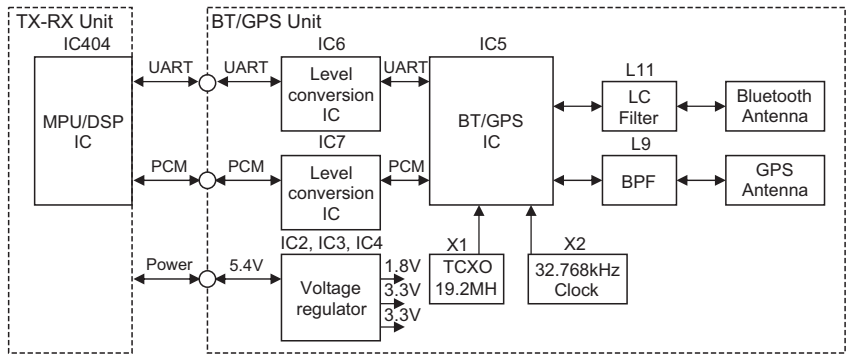 TX-RX Unit
BT/GPS Unit
IC404
IC6
IC5
UART
UART
UART
Level
conversion
IC
MPU/DSP
IC
BT/GPS
IC
L11
LC
Filter
Bluetooth
Antenna
IC7
L9
PCM
PCM
PCM
Level
conversion
IC
BPF
GPS
Antenna
IC2, IC3, IC4
X1
X2
Power
5.4V
Voltage
regulator
1.8V
3.3V
3.3V
TCXO
19.2MH
32.768kHz
Clock